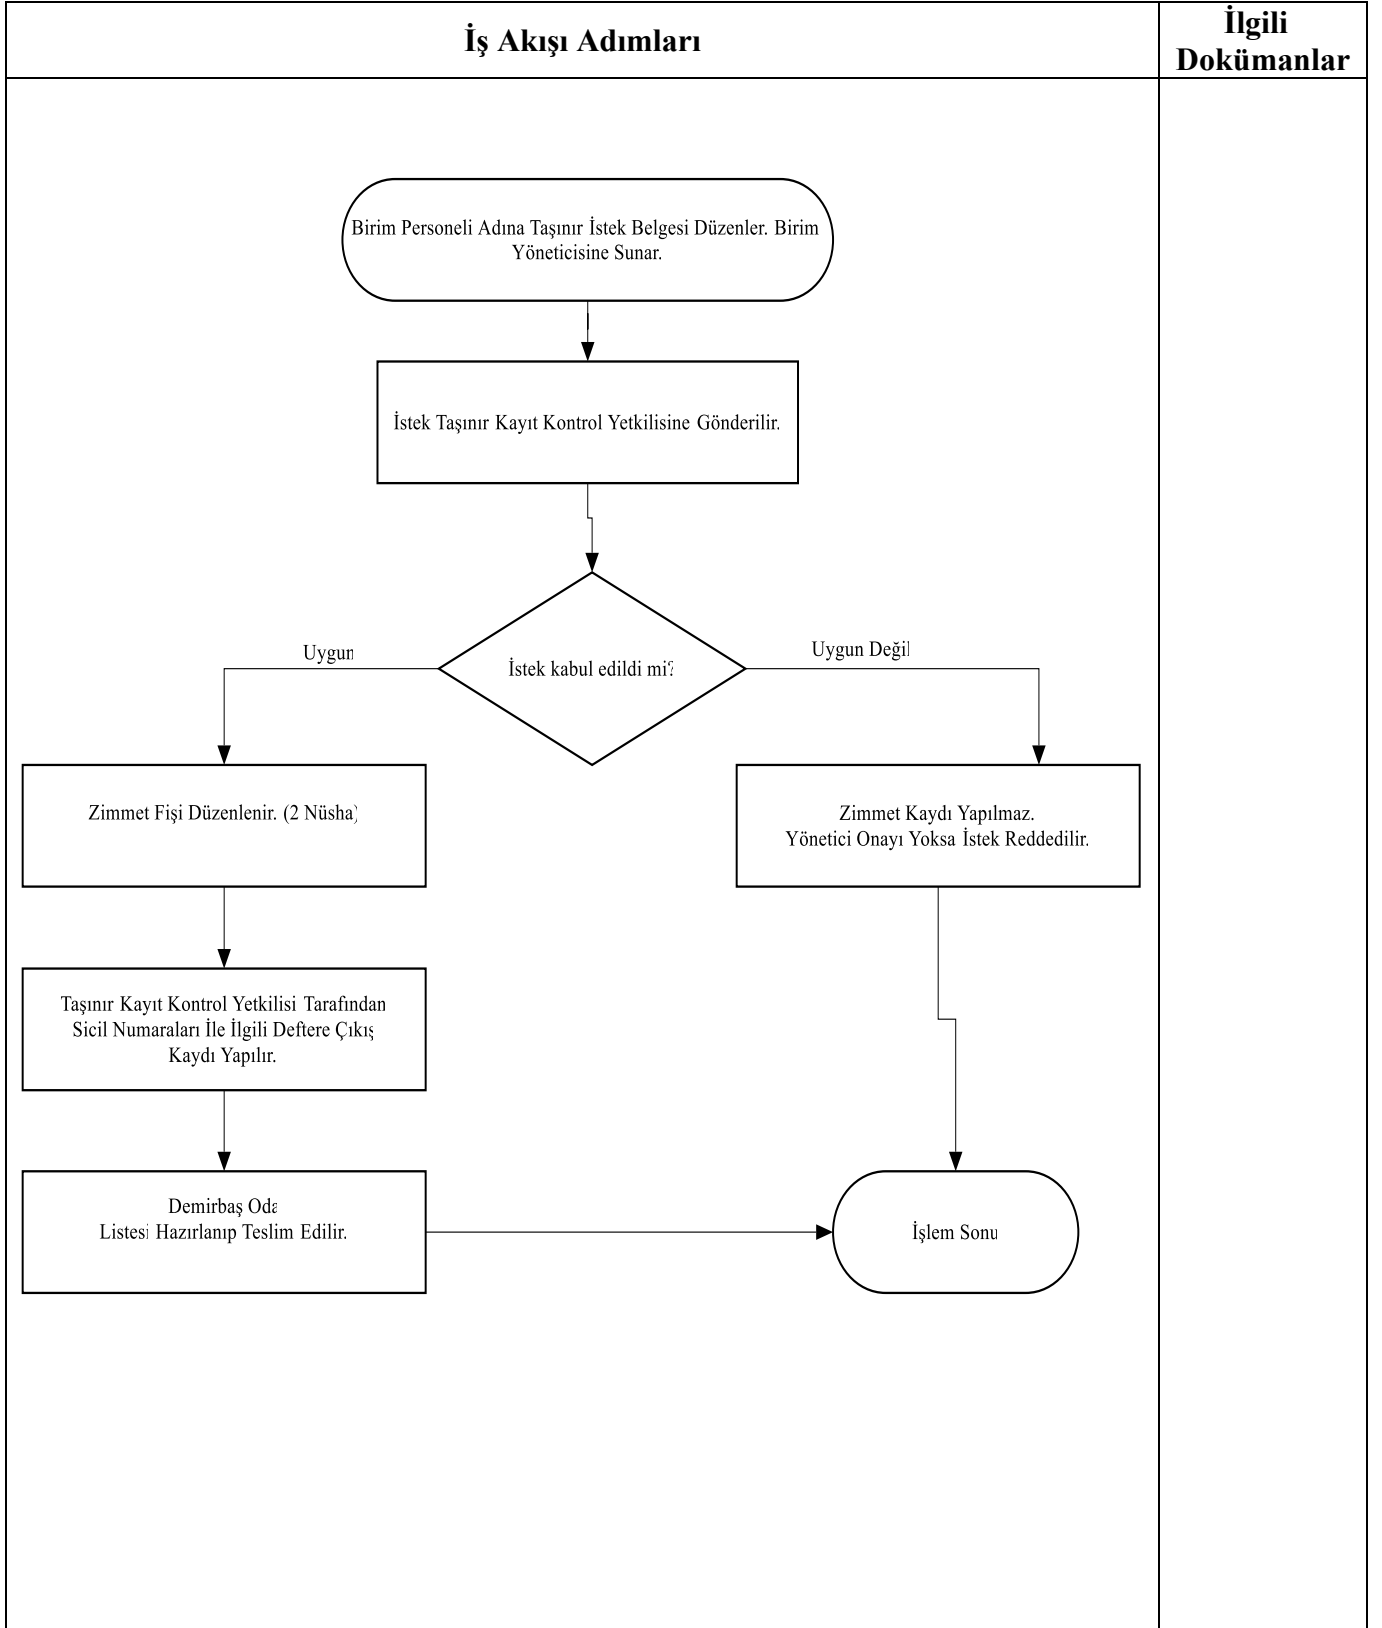 İş Akışı Adımları
İlgili
Dokümanlar
Birim Personeli Adına Taşınır İstek Belgesi Düzenler. Birim
Yöneticisine Sunar.
İstek Taşınır Kayıt Kontrol Yetkilisine Gönderilir.
İstek kabul edildi mi?
Uygun
Uygun Değil
Zimmet Fişi Düzenlenir. (2 Nüsha)
Zimmet Kaydı Yapılmaz.
Yönetici Onayı Yoksa İstek Reddedilir.
Taşınır Kayıt Kontrol Yetkilisi Tarafından
Sicil Numaraları İle İlgili Deftere Çıkış
Kaydı Yapılır.
Demirbaş Oda
Listesi Hazırlanıp Teslim Edilir.
İşlem Sonu